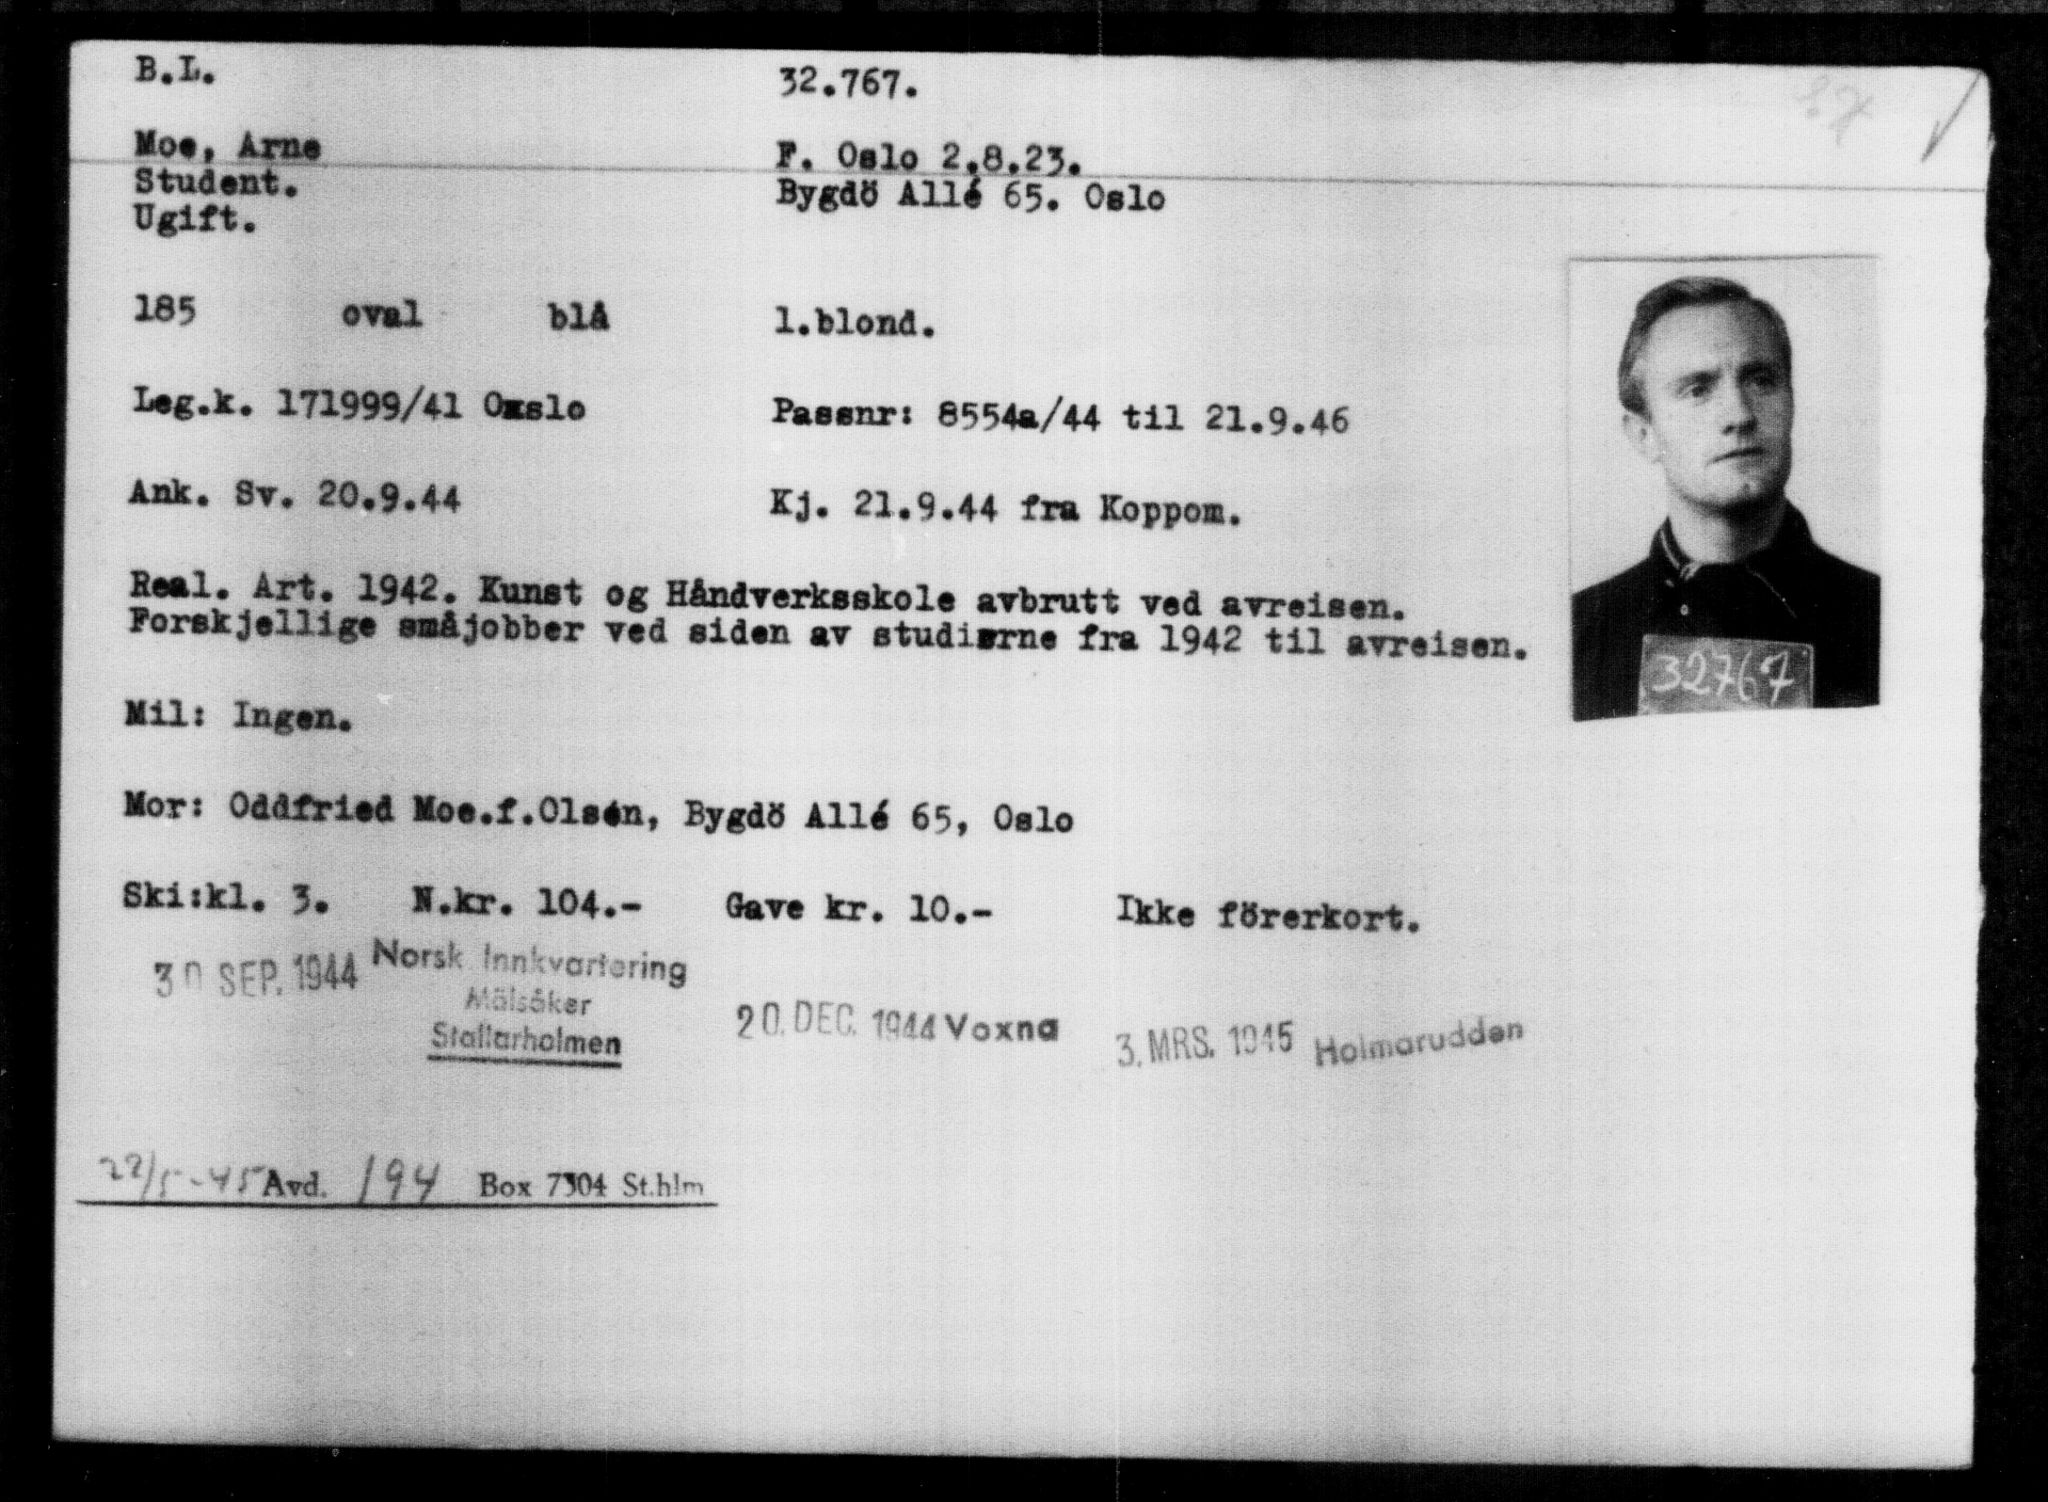 B.L. 32.767.
Moe, Arne F. Oslo 2.8.23.
Student. Bygdö Allé 65. Oslo
Ugift.
185 oval blå l.blond.
Leg.k. 171999/41 Oxslo Passnr: 8554a/44 til 21.9.46
Ank. Sv. 20.9.44 Kj. 21.9.44 fra Koppom.
Real. Art. 1942. Kunst og Håndverksskole avbrutt ved avreisen.
Forskjellige småjobber ved siden av studierne fra 1942 til avreisen.
32767
Mil: Ingen.
Mor: Oddfried Moe.f.Olsen, Bygdö Allé 65, Oslo
Ski:kl. 3. N.kr. 104.- Gave kr. 10.- Ikke förerkort.
30 SEP. 1944 Norsk Innkvartering
Mälsåker
Stallarholmen
20. DEC. 1944 Voxna
3. MRS. 1945 Holmarudden
22/5-45 Avd. 194 Box 7304 St.hlm